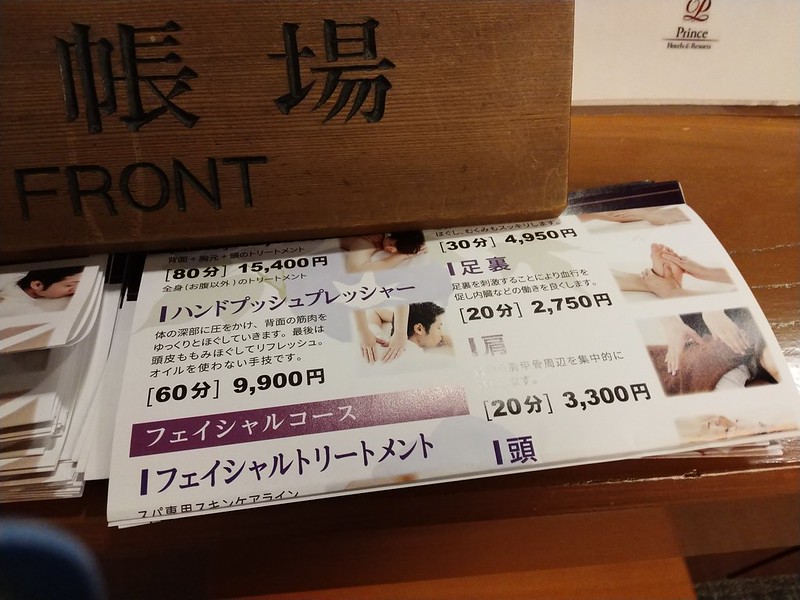 帳場
FRONT
Prince
Hotels & Resorts
背面+胸元+頭のトリートメント
[80分] 15,400円
全身(お腹以外)のトリートメント
ハンドプッシュプレッシャー
体の深部に圧をかけ、背面の筋肉を
ゆっくりとほぐしていきます。最後は
頭皮ももみほぐしてリフレッシュ。
オイルを使わない手技です。
[60分] 9,900円
フェイシャルコース
フェイシャルトリートメント
スパ専用スキンケアライン
ほぐし、むくみもスッキリします。
[30分] 4,950円
足裏
足裏を刺激することにより血行を
促し内臓などの働きを良くします。
[20分] 2,750円
肩
肩甲骨周辺を集中的に
ます。
[20分] 3,300円
頭